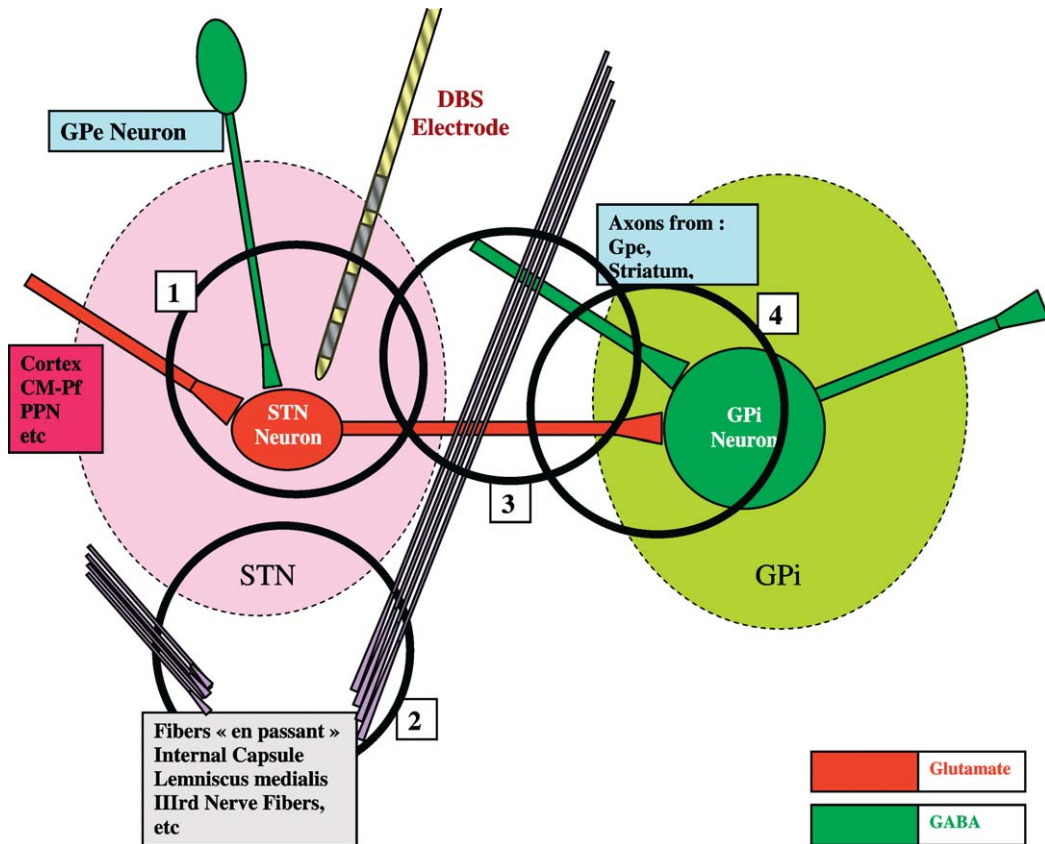 DBS
Electrode
GPe Neuron
Axons from :
Gpe,
Striatum,
1
4
Cortex
CM-Pf
PPN
etc
STN
Neuron
GPi
Neuron
3
STN
GPi
2
Fibers « en passant »
Internal Capsule
Lemniscus medialis
IIIrd Nerve Fibers,
etc
Glutamate
GABA